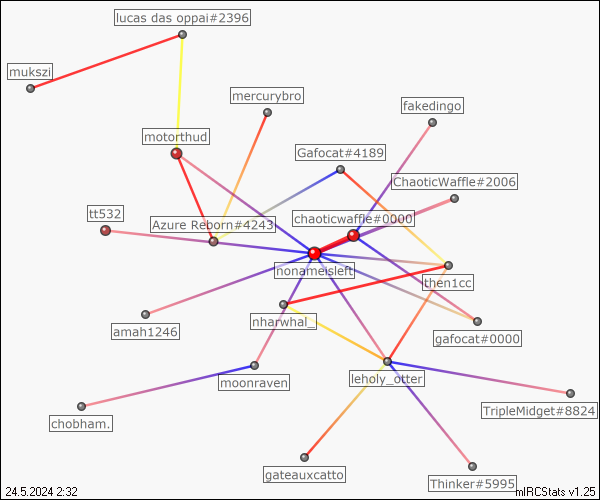 lucas das oppai#2396
mukszi
mercurybro
fakedingo
motorthud
Gafocat#4189
ChaoticWaffle#2006
tt532
Azure Reborn#4243
chaoticwaffle#0000
nonameisleft
then1cc
nharwhal_
amah1246
gafocat#0000
moonraven
leholy_otter
chobham.
TripleMidget#8824
gateauxcatto
Thinker#5995
24.5.2024 2:32
mIRCStats v1.25